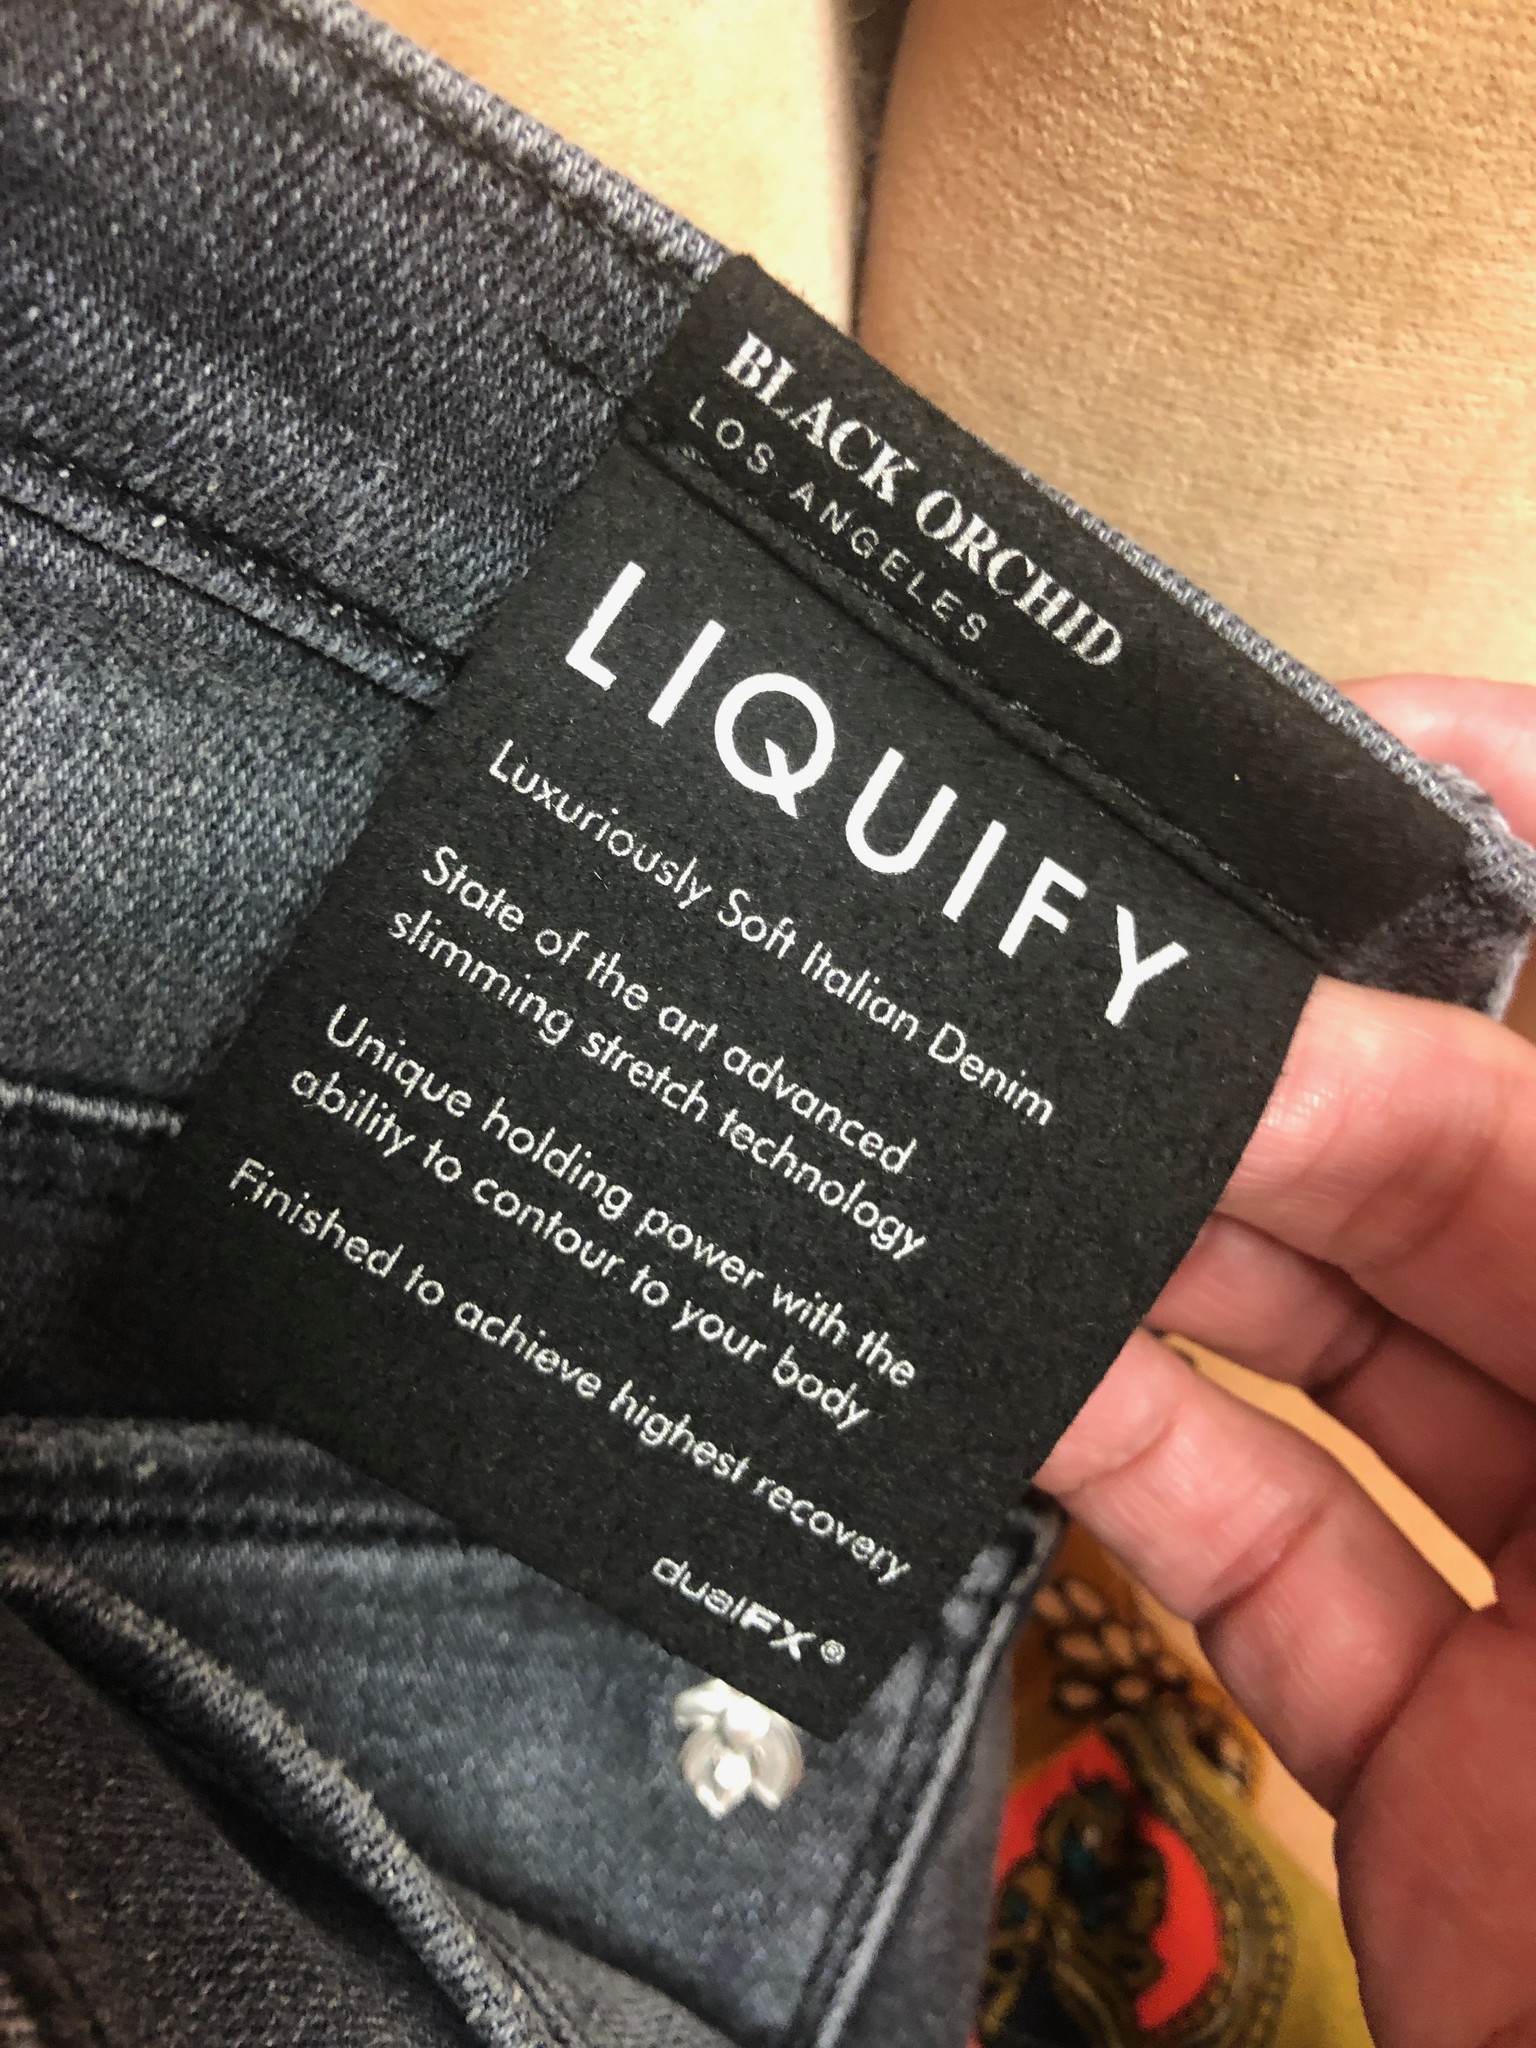 BLACK ORCHID
LOS ANGELES
LIQUIFY
Luxuriously Soft Italian Denim
State of the art advanced
slimming stretch technology
Unique holding power with the
ability to contour to your body
Finished to achieve highest recovery
dualFX®